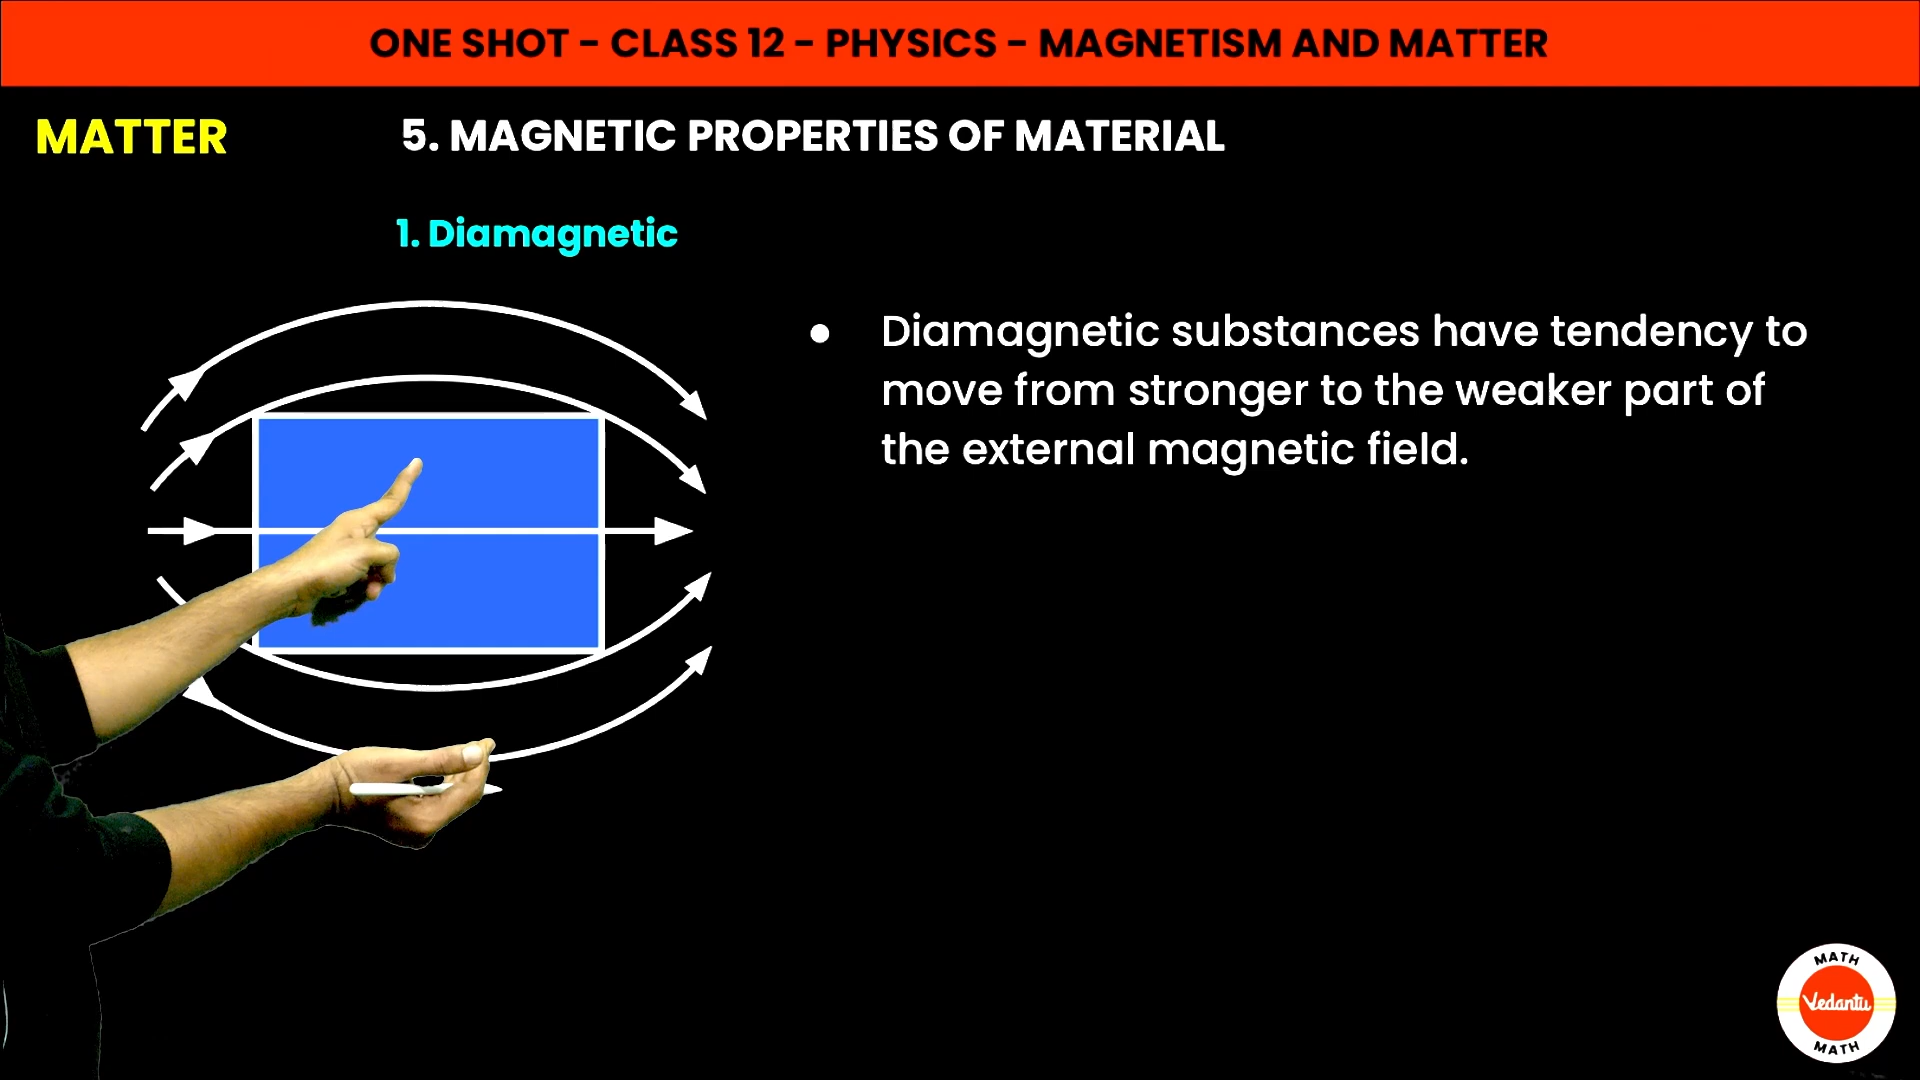 ONE SHOT - CLASS 12 - PHYSICS - MAGNETISM AND MATTER
MATTER
5. MAGNETIC PROPERTIES OF MATERIAL
1. Diamagnetic
● Diamagnetic substances have tendency to
move from stronger to the weaker part of
the external magnetic field.
MATH
Vedantu
MATH